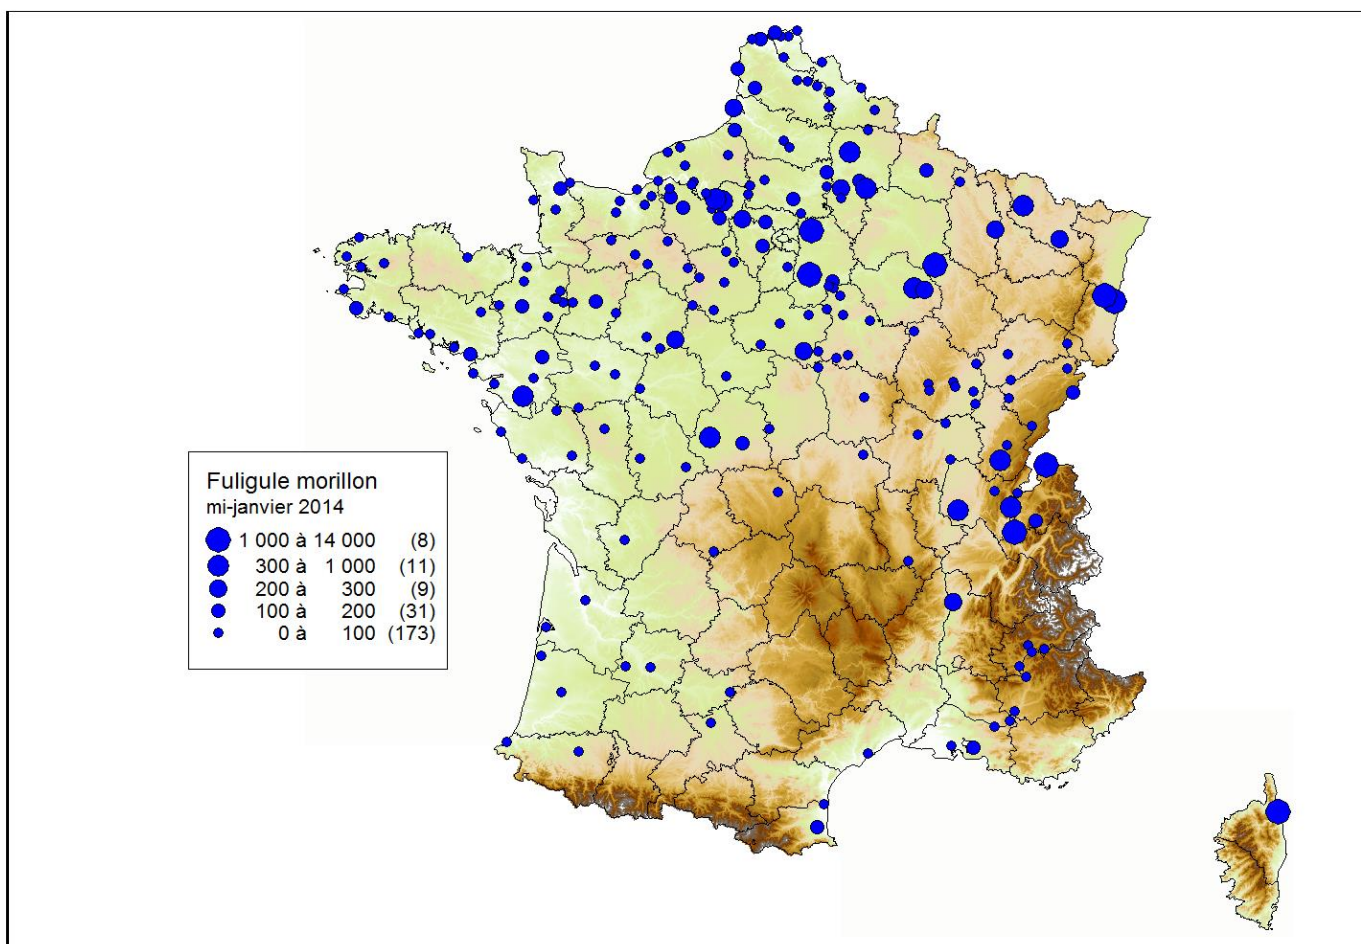 Fuligule morillon
mi-janvier 2014
1 000 à 14 000 (8)
300 à 1 000 (11)
200 à 300 (9)
100 à 200 (31)
0 à 100 (173)